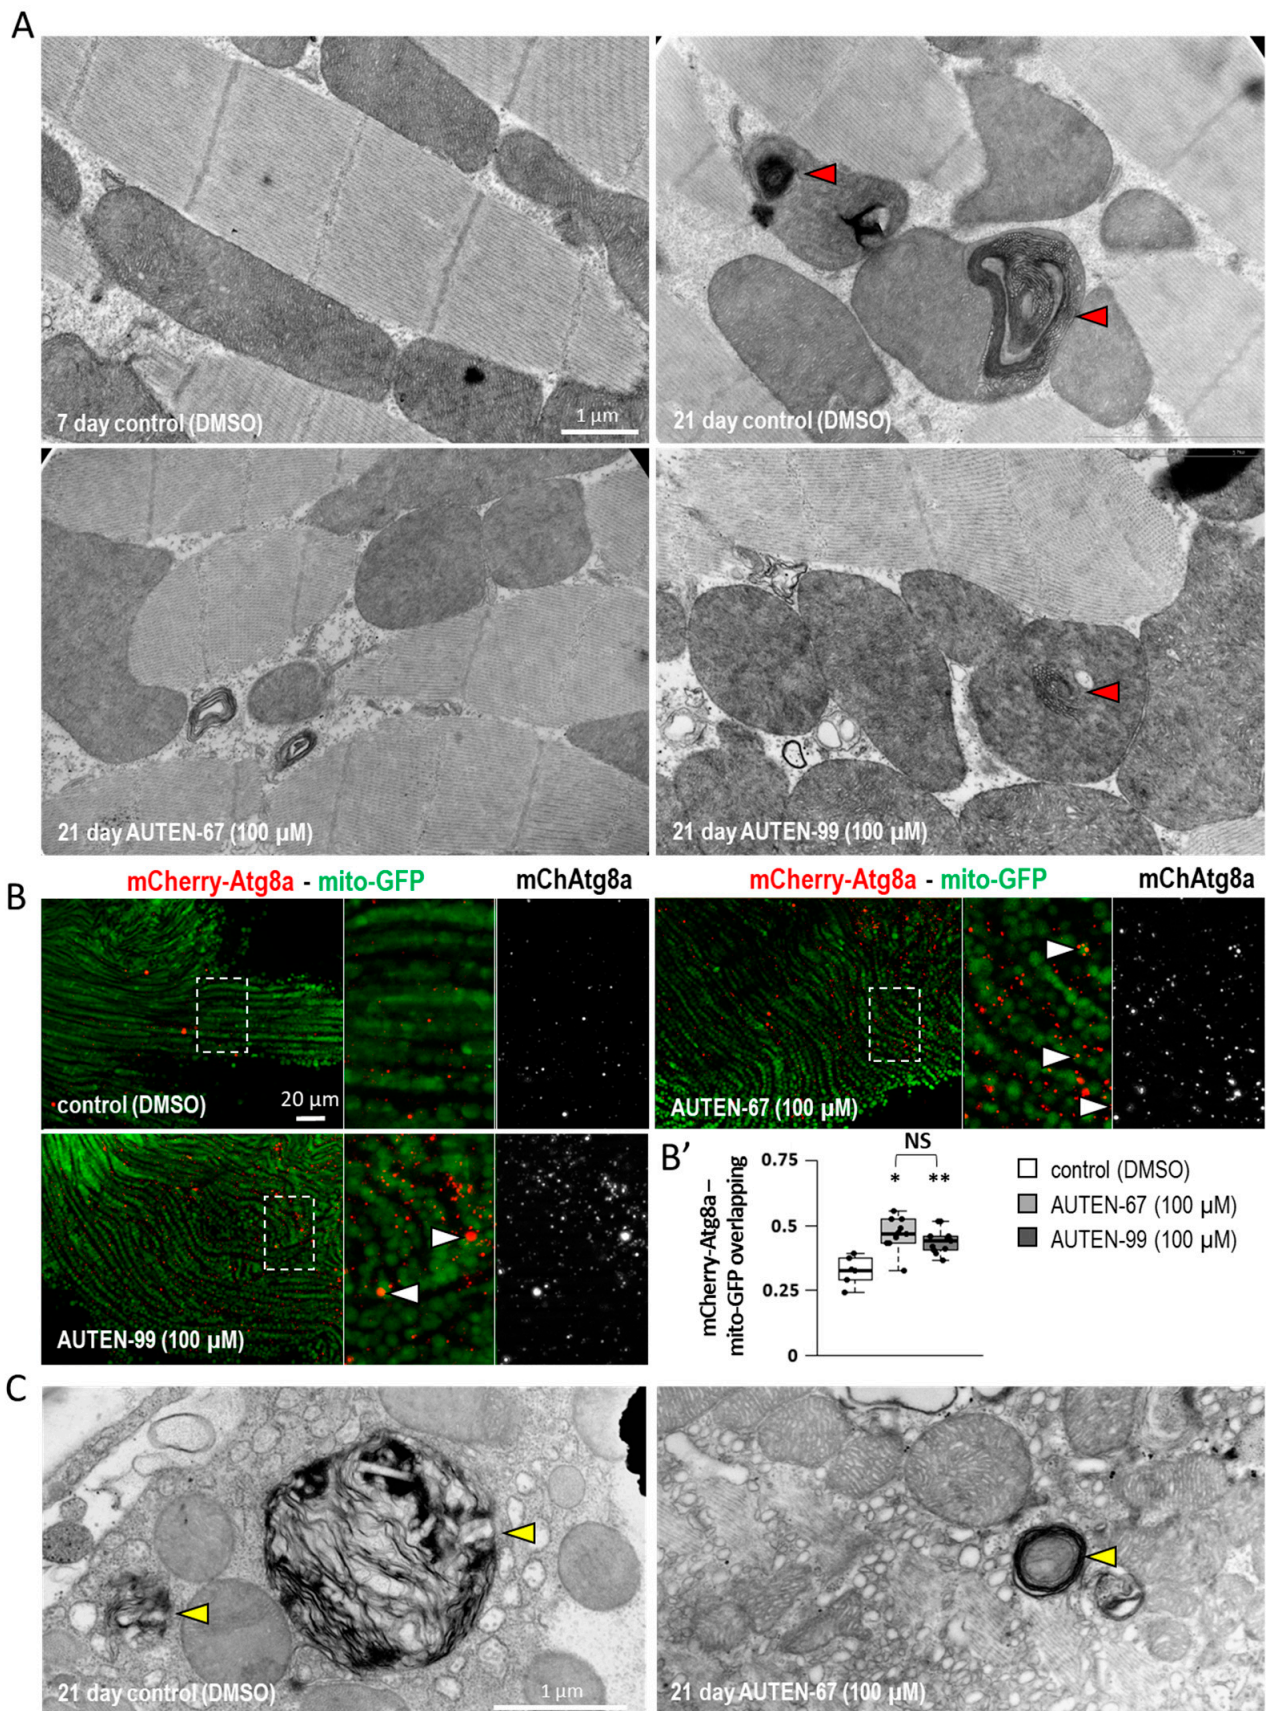 A
7 day control (DMSO)
1 µm
21 day control (DMSO)
21 day AUTEN-67 (100 µM)
21 day AUTEN-99 (100 µM)
B
mCherry-Atg8a - mito-GFP
mChAtg8a
mCherry-Atg8a - mito-GFP
mChAtg8a
control (DMSO)
20 µm
AUTEN-67 (100 µM)
AUTEN-99 (100 µM)
B’
mCherry-Atg8a –
mito-GFP overlapping
0.75
0.5
0.25
0
NS
*
**
control (DMSO)
AUTEN-67 (100 µM)
AUTEN-99 (100 µM)
C
21 day control (DMSO)
1 µm
21 day AUTEN-67 (100 µM)